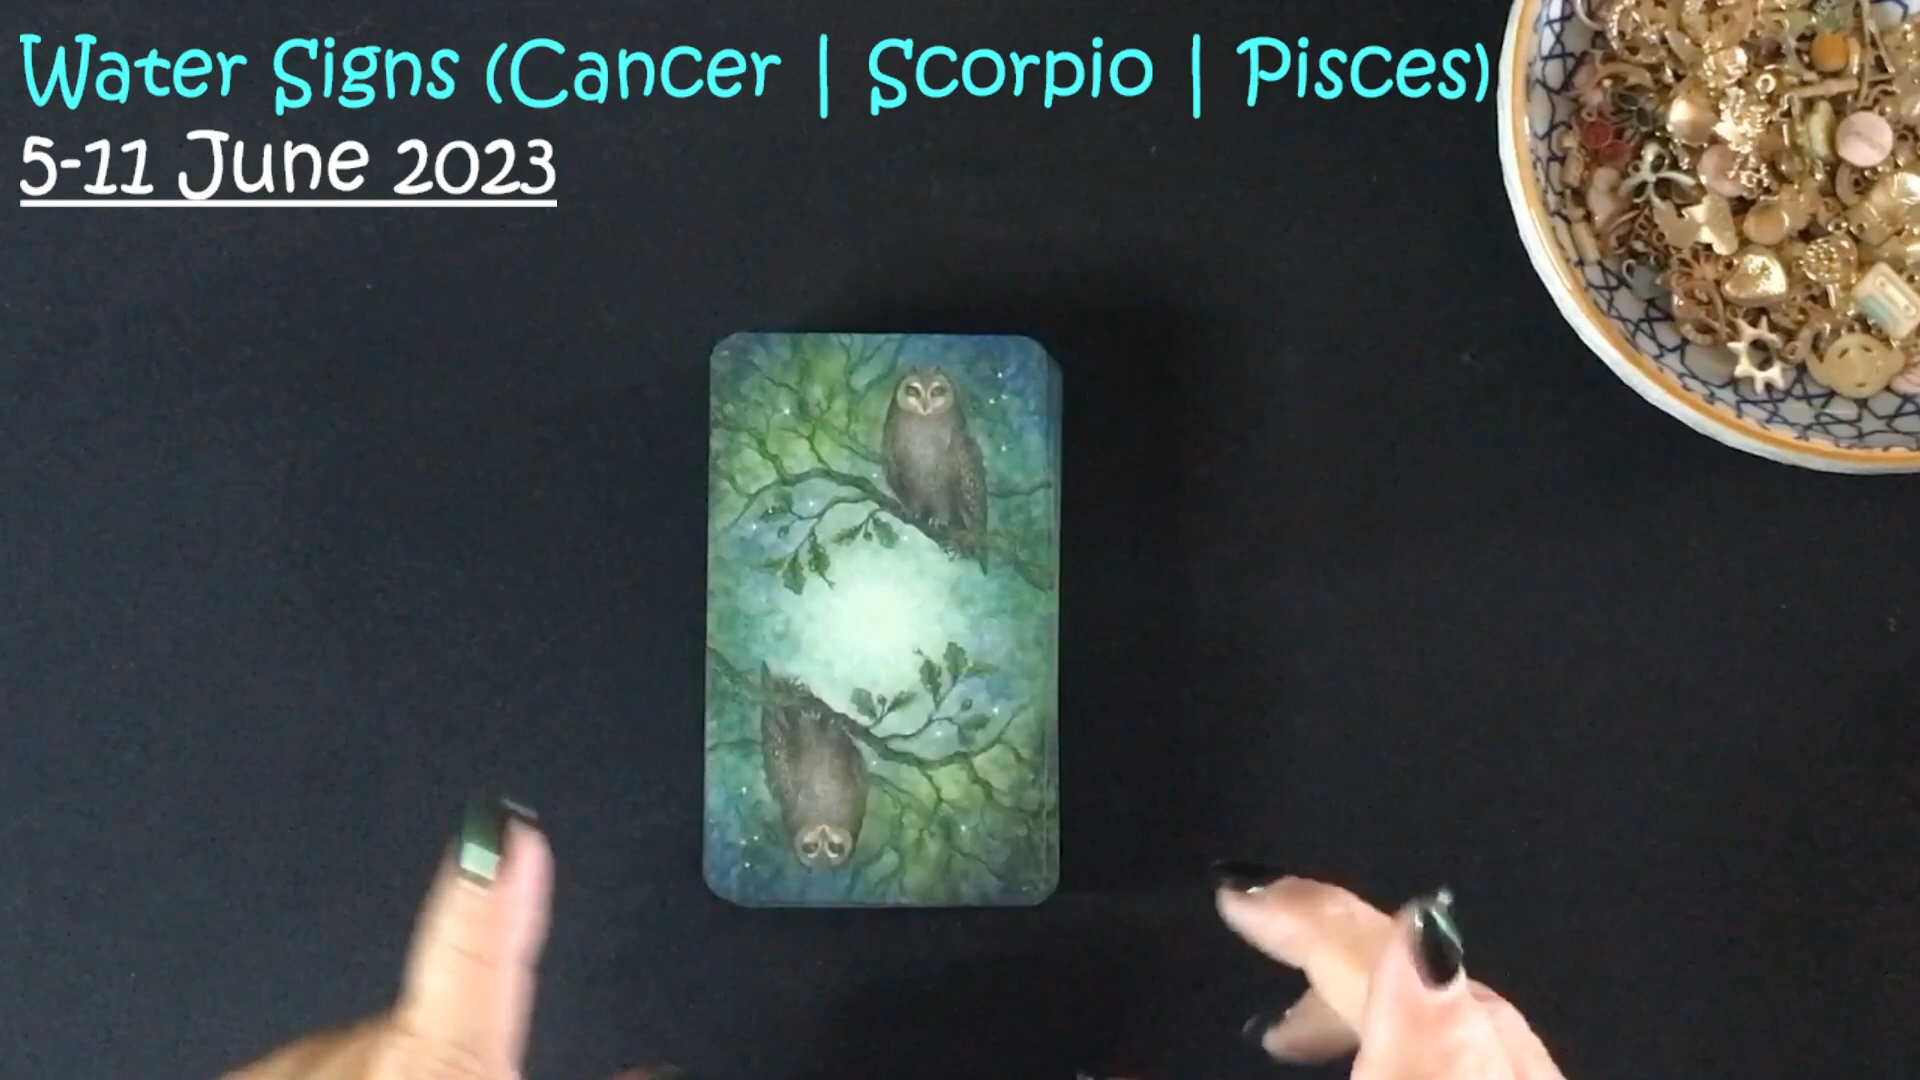 Water Signs (Cancer | Scorpio | Pisces)
5-11 June 2023